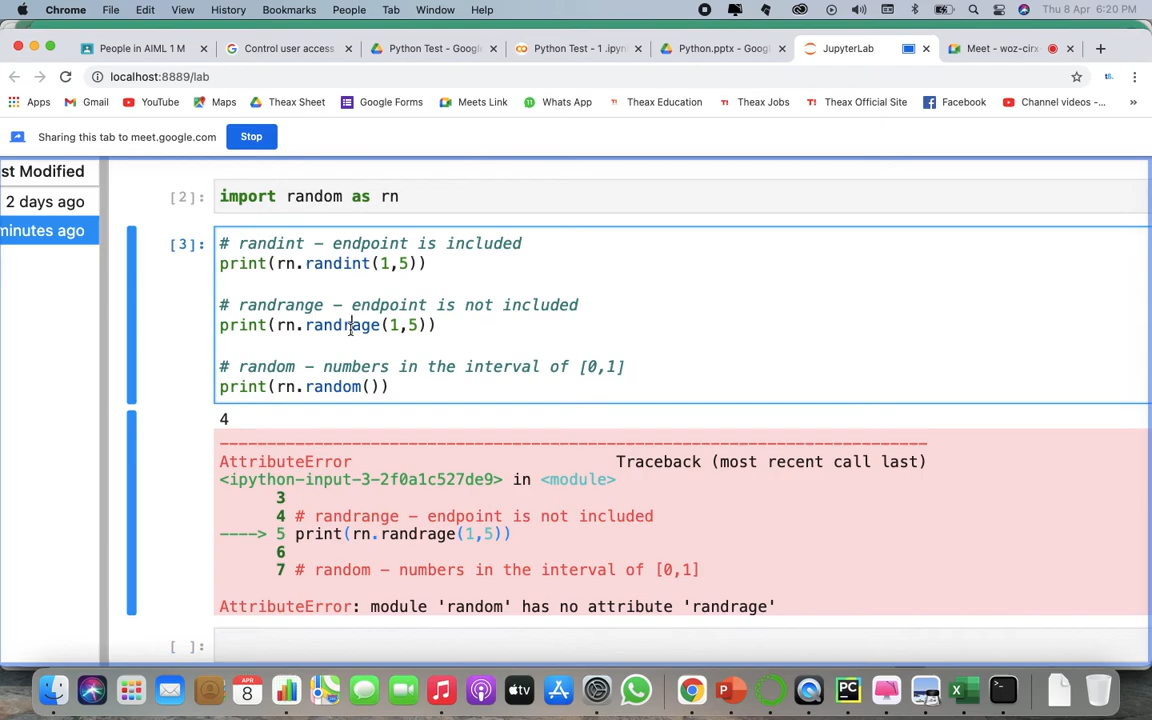 Chrome File Edit View History Bookmarks People Tab Window Help Thu 8 Apr 6:20 PM
People in AIML 1 M Control user access Python Test - Google Python Test - 1 .ipyn Python.pptx - Google JupyterLab Meet - woz-cirx
localhost:8889/lab
Apps Gmail YouTube Maps Theax Sheet Google Forms Meets Link Whats App Theax Education Theax Jobs Theax Official Site Facebook Channel videos -... »
Sharing this tab to meet.google.com Stop
st Modified
2 days ago
minutes ago
[2]: import random as rn
[3]: # randint – endpoint is included
print(rn.randint(1,5))
# randrange – endpoint is not included
print(rn.randrage(1,5))
# random – numbers in the interval of [0,1]
print(rn.random())
4
---------------------------------------------------------------------------
AttributeError Traceback (most recent call last)
<ipython-input-3-2f0a1c527de9> in <module>
3
4 # randrange – endpoint is not included
----> 5 print(rn.randrage(1,5))
6
7 # random – numbers in the interval of [0,1]
AttributeError: module 'random' has no attribute 'randrage'
[ ]:
APR
8
tv
PC